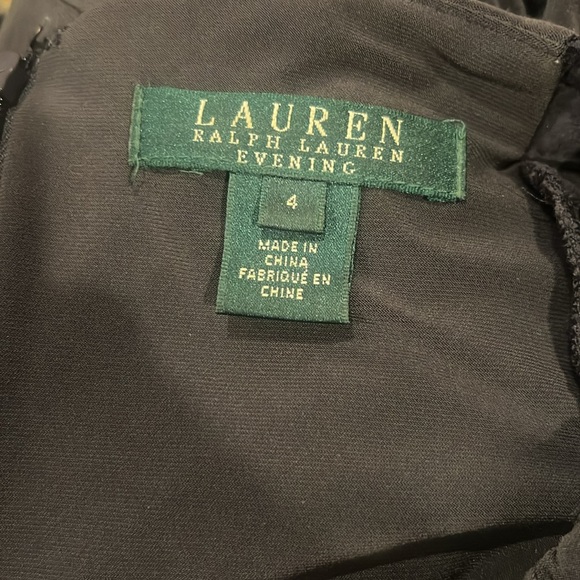 LAUREN
RALPH LAUREN
EVENING
4
MADE IN
CHINA
FABRIQUÉ EN
CHINE